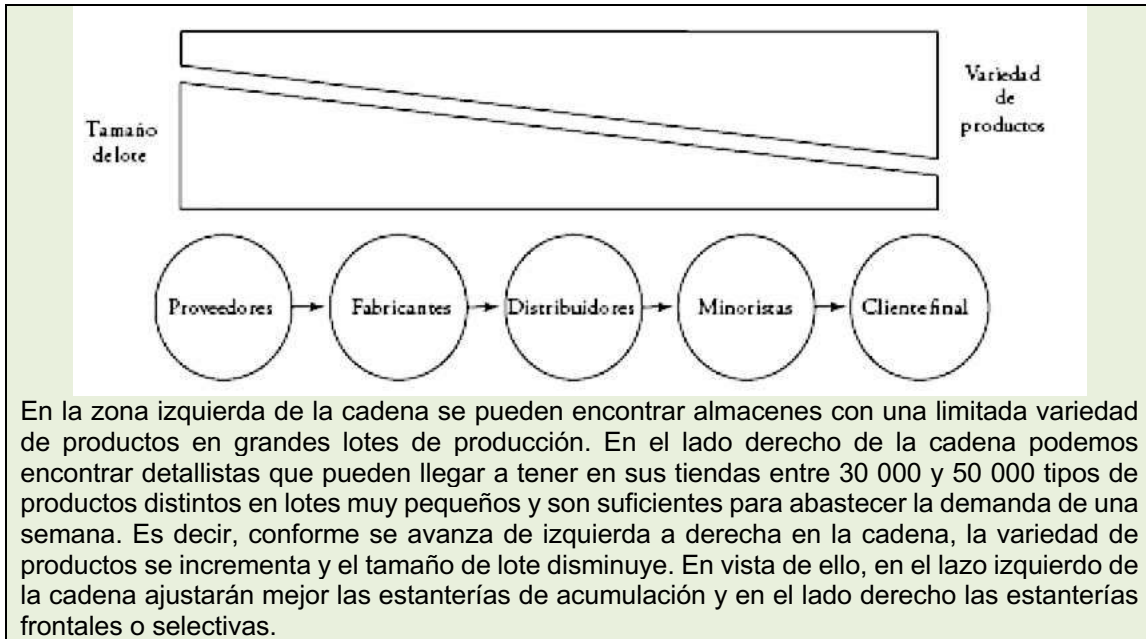 Variedad
de
productos
Tamaño
de lote
Proveedores
Fabricantes
Distribuidores
Minoristas
Cliente final
En la zona izquierda de la cadena se pueden encontrar almacenes con una limitada variedad
de productos en grandes lotes de producción. En el lado derecho de la cadena podemos
encontrar detallistas que pueden llegar a tener en sus tiendas entre 30 000 y 50 000 tipos de
productos distintos en lotes muy pequeños y son suficientes para abastecer la demanda de una
semana. Es decir, conforme se avanza de izquierda a derecha en la cadena, la variedad de
productos se incrementa y el tamaño de lote disminuye. En vista de ello, en el lazo izquierdo de
la cadena ajustarán mejor las estanterías de acumulación y en el lado derecho las estanterías
frontales o selectivas.